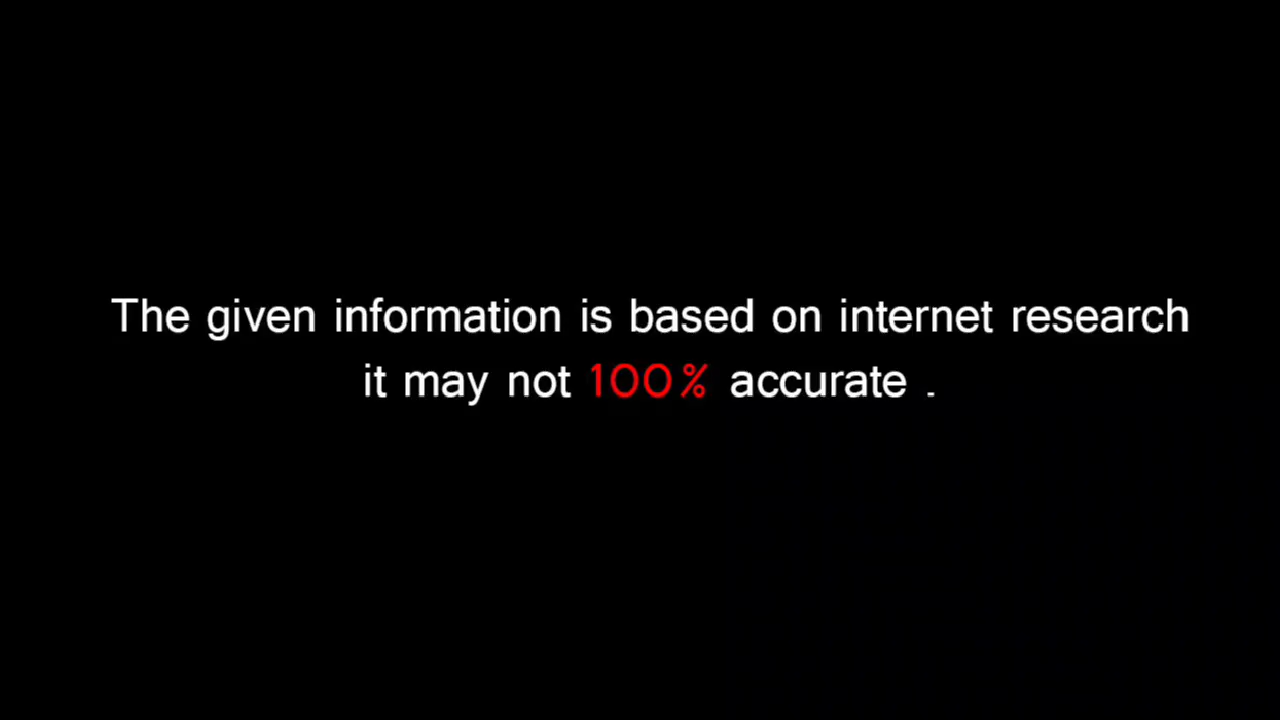 The given information is based on internet research
it may not 100% accurate .